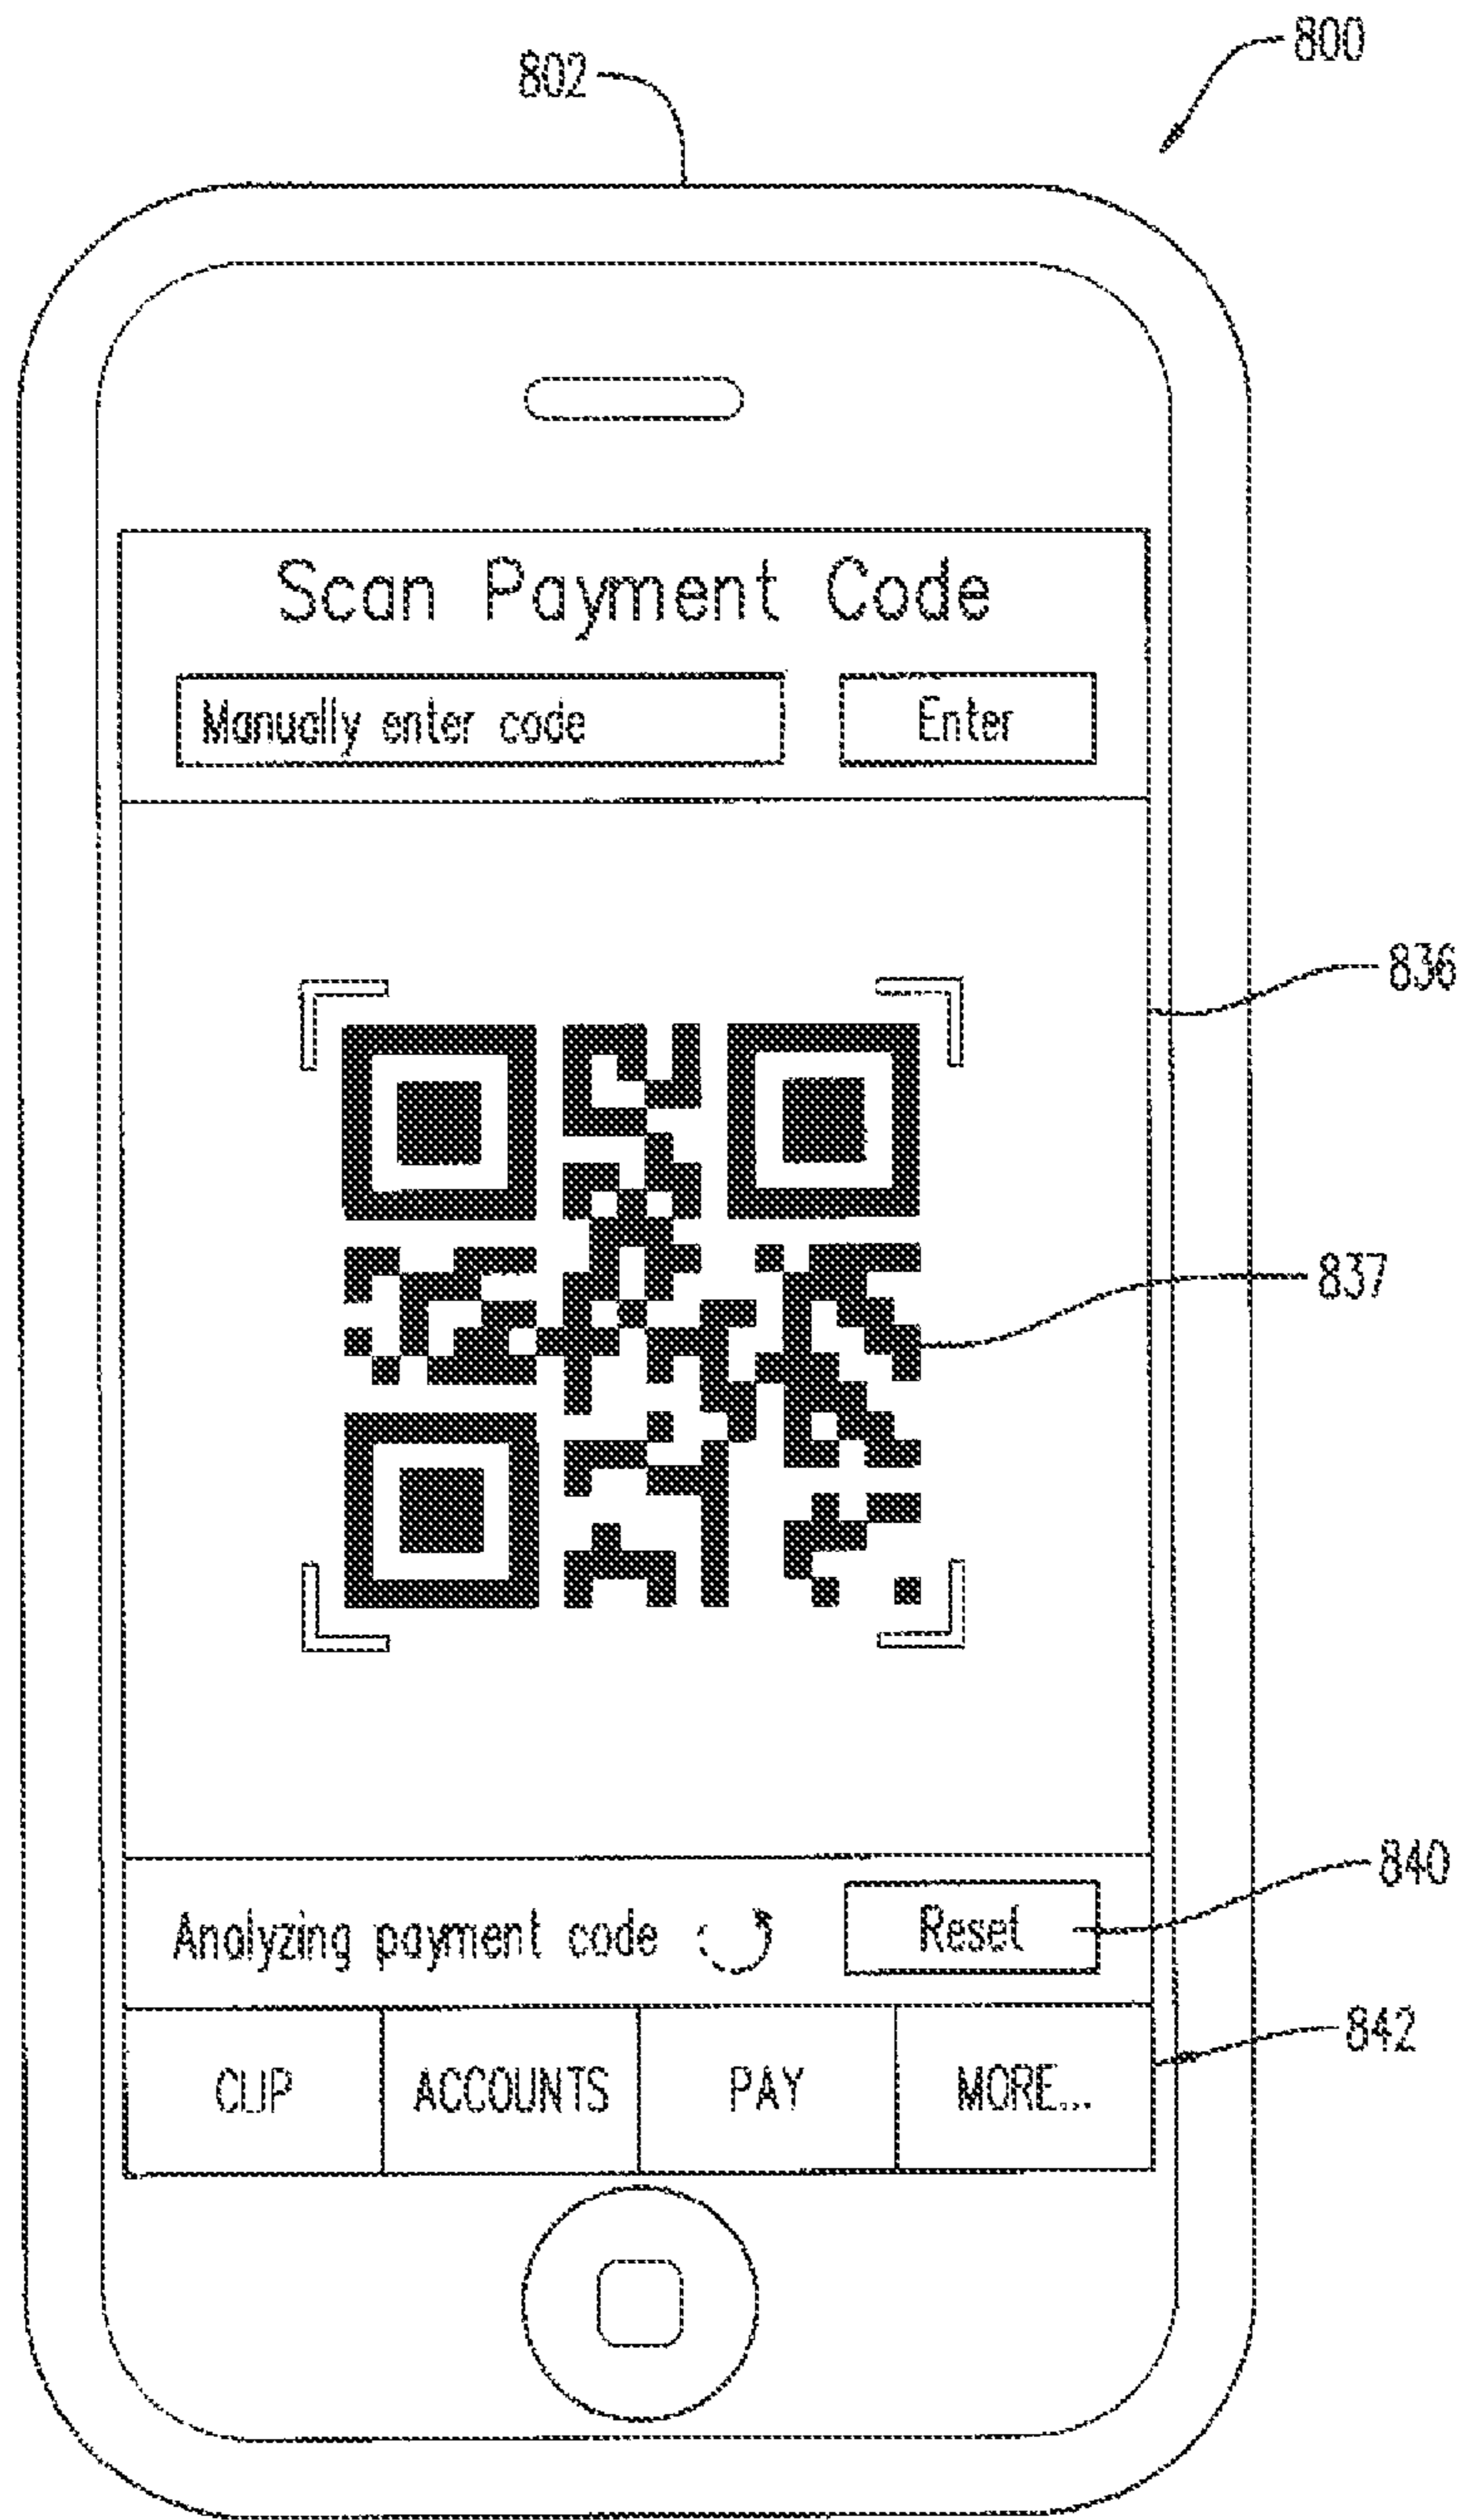 800
802
Scan Payment Code
Manually enter code
Enter
836
837
840
Analyzing payment code
Reset
842
CLIP
ACCOUNTS
PAY
MORE...